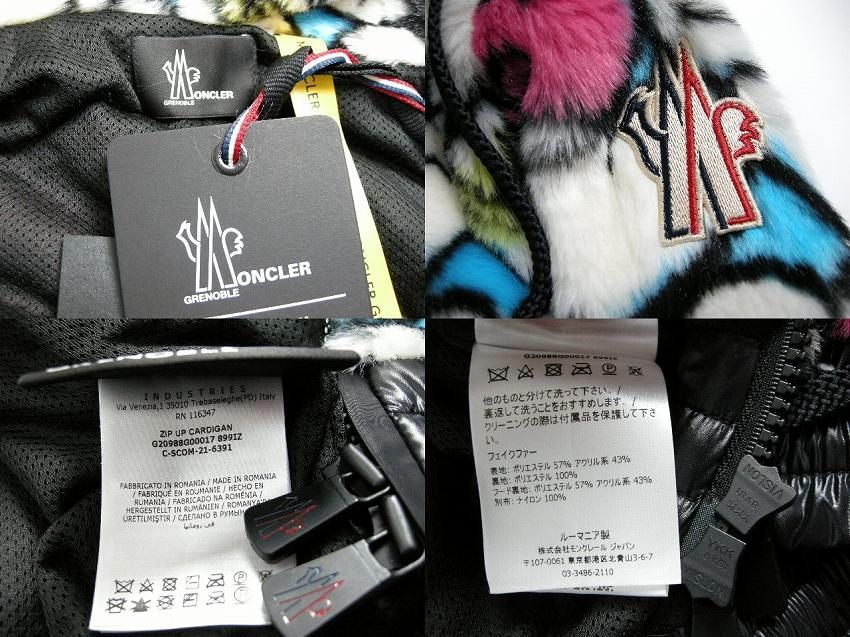 MONCLER
GRENOBLE
MONCLER
GRENOBLE
INDUSTRIES
Via Venezia,1 35010 Trebaseleghe(PD) Italy
RN 116347
ZIP UP CARDIGAN
G20988G00017 899IZ
C-SCOM-21-6391
FABBRICATO IN ROMANIA / MADE IN ROMANIA
/ FABRIQUÉ EN ROUMANIE / HECHO EN
RUMANIA / FABRICADO NA ROMÉNIA /
HERGESTELLT IN RUMÄNIEN / ROMANYA'DA
ÜRETILMIŞTIR / СДЕЛАНО В РУМЫНИИ
G20988G00017 899IZ
他のものと分けて洗って下さい。/
裏返して洗うことをおすすめします。/
クリーニングの際は付属品を保護して下さ
い。
フェイクファー
表地: ポリエステル 57% アクリル系 43%
裏地: ポリエステル 100%
フード裏地: ポリエステル 57% アクリル系 43%
別布: ナイロン 100%
ルーマニア製
株式会社モンクレール ジャパン
〒107-0061 東京都港区北青山3-6-7
03-3486-2110
VISLON
YKK
VISLON